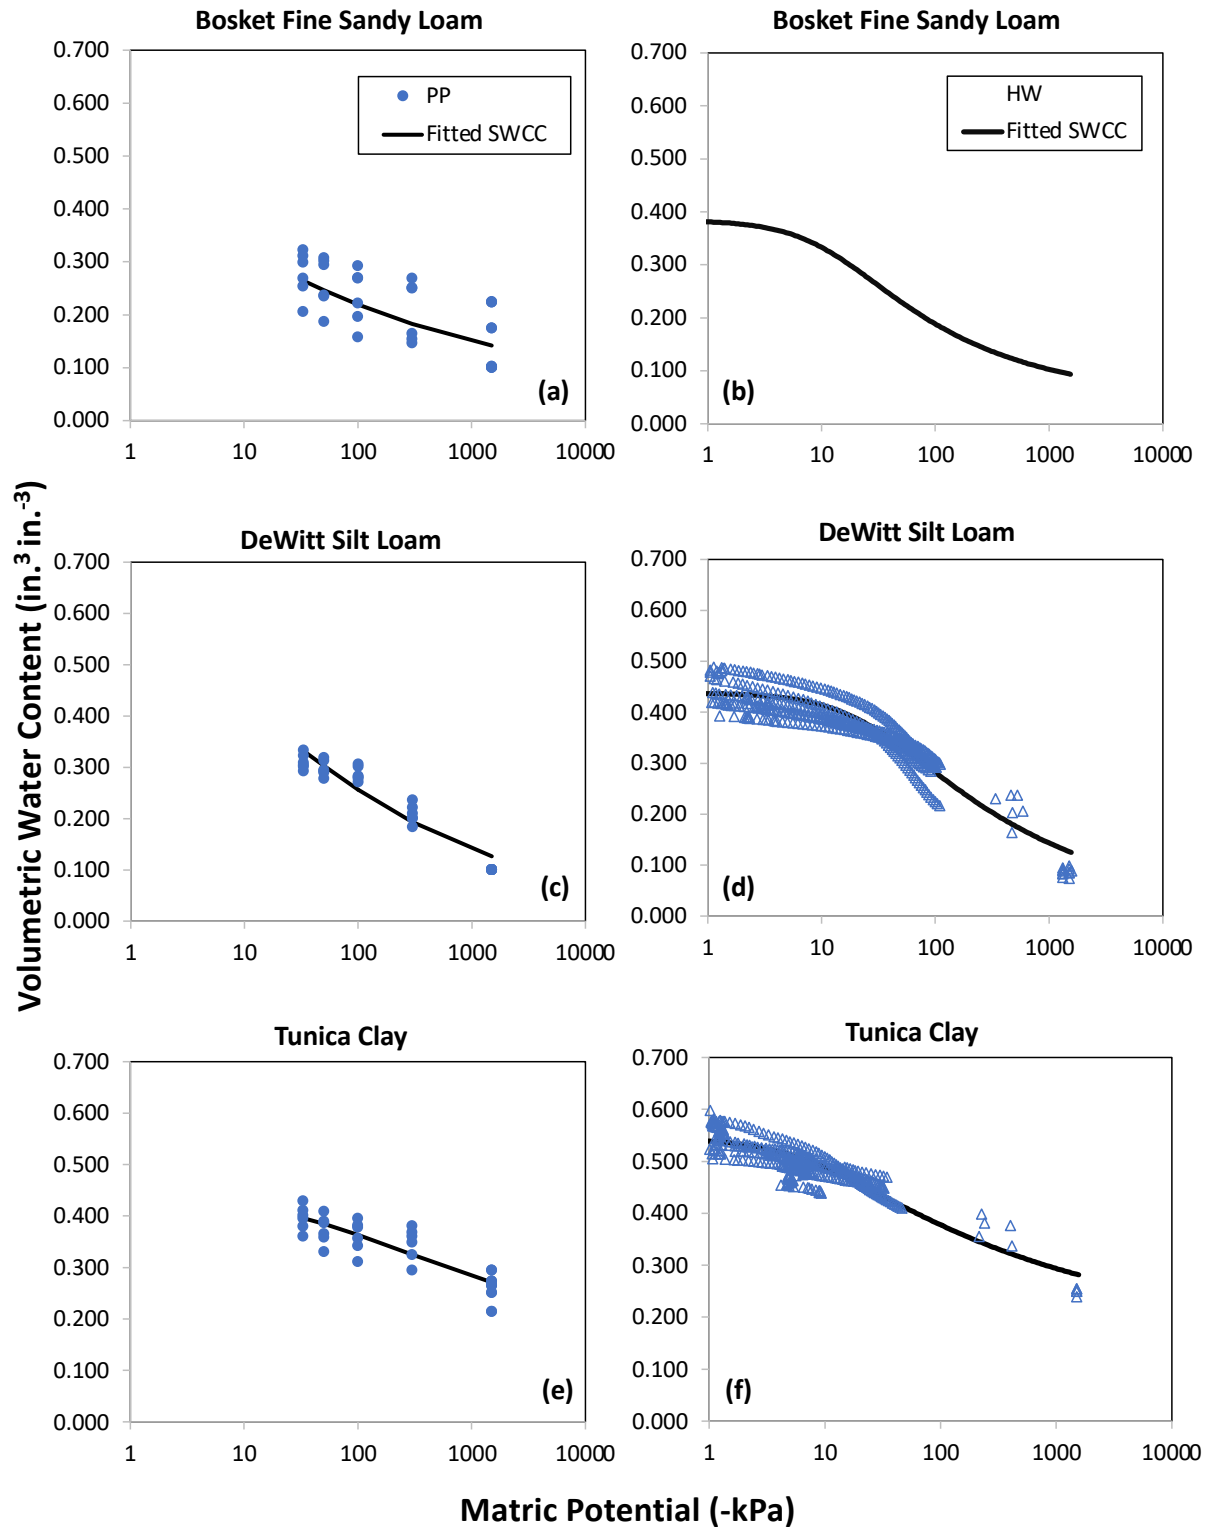 Bosket Fine Sandy Loam
0.700
0.600
0.500
0.400
0.300
0.200
0.100
0.000
PP
Fitted SWCC
(a)
1 10 100 1000 10000
Bosket Fine Sandy Loam
0.700
0.600
0.500
0.400
0.300
0.200
0.100
0.000
HW
Fitted SWCC
(b)
1 10 100 1000 10000
Volumetric Water Content (in.³ in.⁻³)
DeWitt Silt Loam
0.700
0.600
0.500
0.400
0.300
0.200
0.100
0.000
(c)
1 10 100 1000 10000
DeWitt Silt Loam
0.700
0.600
0.500
0.400
0.300
0.200
0.100
0.000
(d)
1 10 100 1000 10000
Tunica Clay
0.700
0.600
0.500
0.400
0.300
0.200
0.100
0.000
(e)
1 10 100 1000 10000
Tunica Clay
0.700
0.600
0.500
0.400
0.300
0.200
0.100
0.000
(f)
1 10 100 1000 10000
Matric Potential (-kPa)